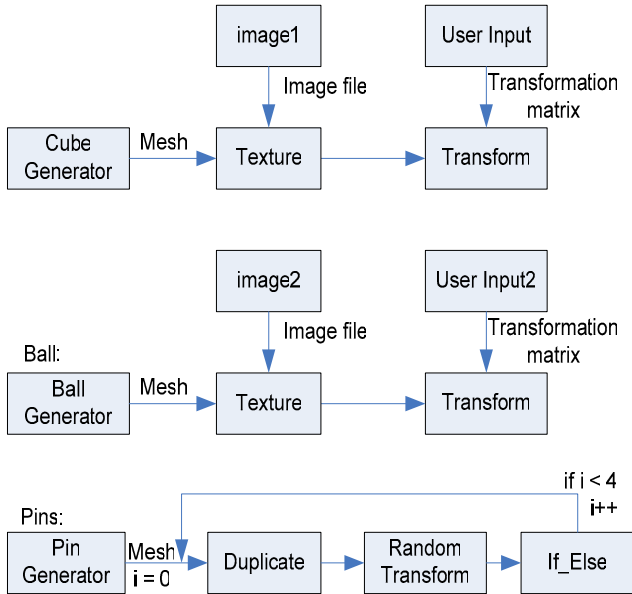 image1
User Input
Image file
Transformation
matrix
Cube
Generator
Mesh
Texture
Transform
image2
User Input2
Image file
Transformation
matrix
Ball:
Ball
Generator
Mesh
Texture
Transform
if i < 4
i++
Pins:
Pin
Generator
Mesh
i = 0
Duplicate
Random
Transform
If_Else